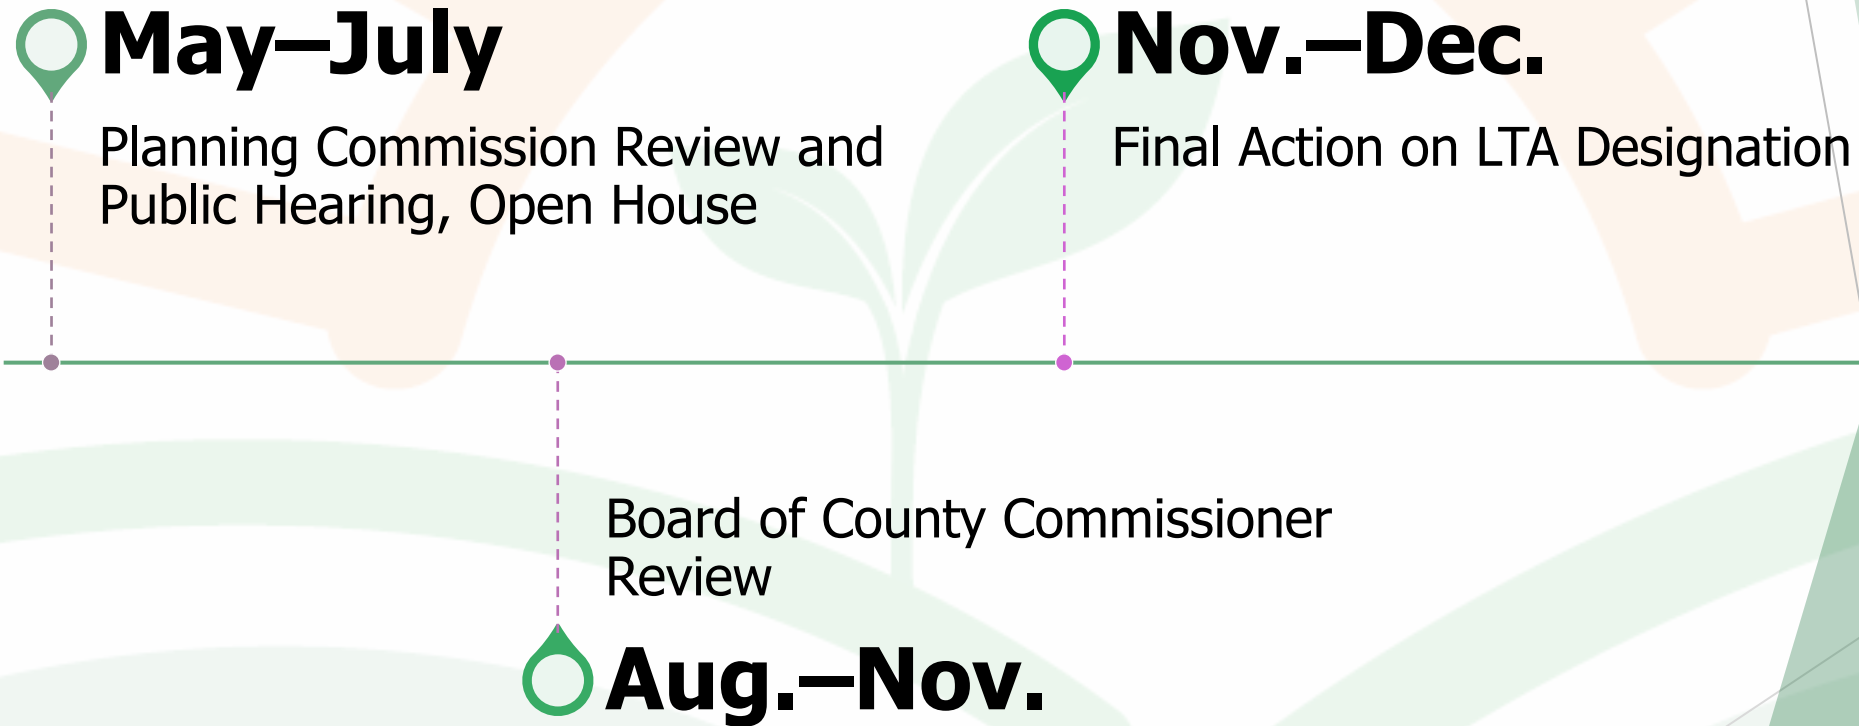 May—July
Planning Commission Review and
Public Hearing, Open House
Nov.—Dec.
Final Action on LTA Designation
Board of County Commissioner
Review
Aug.—Nov.